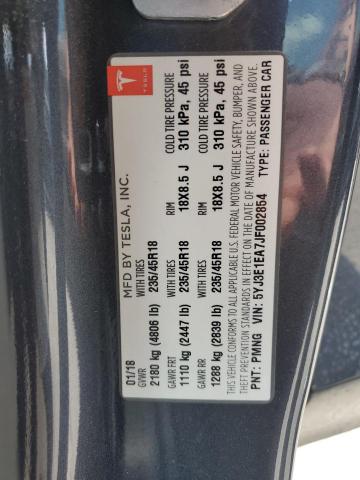 TESLA
MFD BY TESLA, INC.
01/18
GVWR WITH TIRES RIM COLD TIRE PRESSURE
2180 kg (4806 lb) 235/45R18 18X8.5 J 310 kPa, 45 psi
GAWR FRT WITH TIRES RIM COLD TIRE PRESSURE
1110 kg (2447 lb) 235/45R18 18X8.5 J 310 kPa, 45 psi
GAWR RR
1288 kg (2839 lb)
THIS VEHICLE CONFORMS TO ALL APPLICABLE U.S. FEDERAL MOTOR VEHICLE SAFETY, BUMPER, AND
THEFT PREVENTION STANDARDS IN EFFECT ON THE DATE OF MANUFACTURE SHOWN ABOVE.
PNT: PMNG VIN: 5YJ3E1EA7JF002854 TYPE: PASSENGER CAR